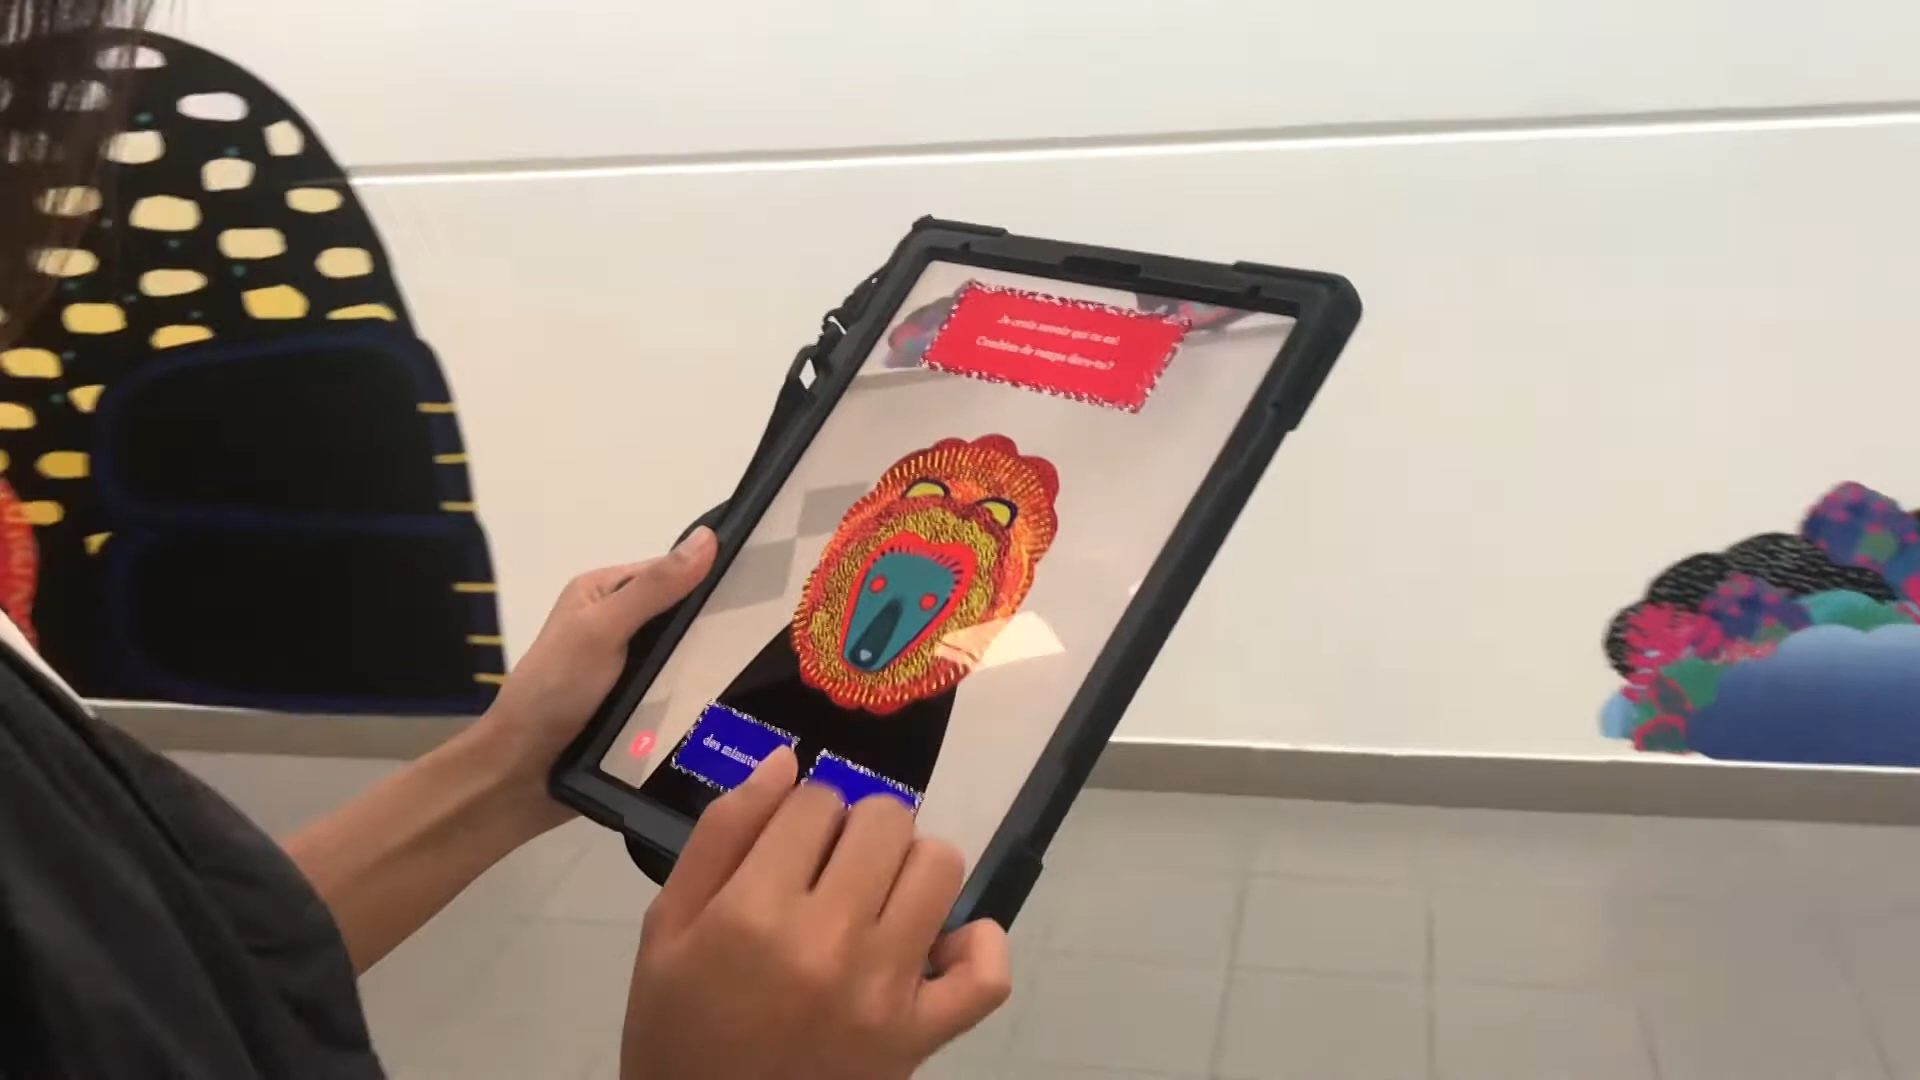 Je crois savoir qui tu es!
Combien de temps dure-tu?
des minutes
?